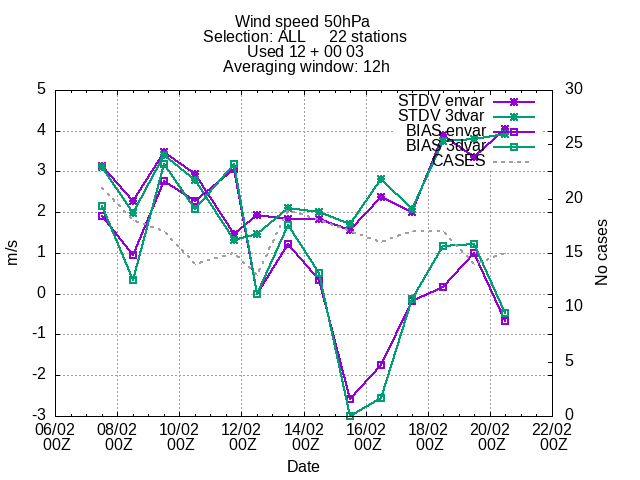 Wind speed 50hPa
Selection: ALL 22 stations
Used 12 + 00 03
Averaging window: 12h
STDV envar
STDV 3dvar
BIAS envar
BIAS 3dvar
CASES
5
4
3
2
1
0
-1
-2
-3
m/s
30
25
20
15
10
5
0
No cases
06/02 08/02 10/02 12/02 14/02 16/02 18/02 20/02 22/02
00Z 00Z 00Z 00Z 00Z 00Z 00Z 00Z 00Z
Date